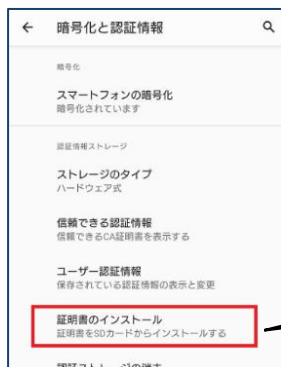 暗号化と認証情報
暗号化
スマートフォンの暗号化
暗号化されています
認証情報ストレージ
ストレージのタイプ
ハードウェア式
信頼できる認証情報
信頼できるCA証明書を表示する
ユーザー認証情報
保存されている認証情報の表示と変更
証明書のインストール
証明書をSDカードからインストールする